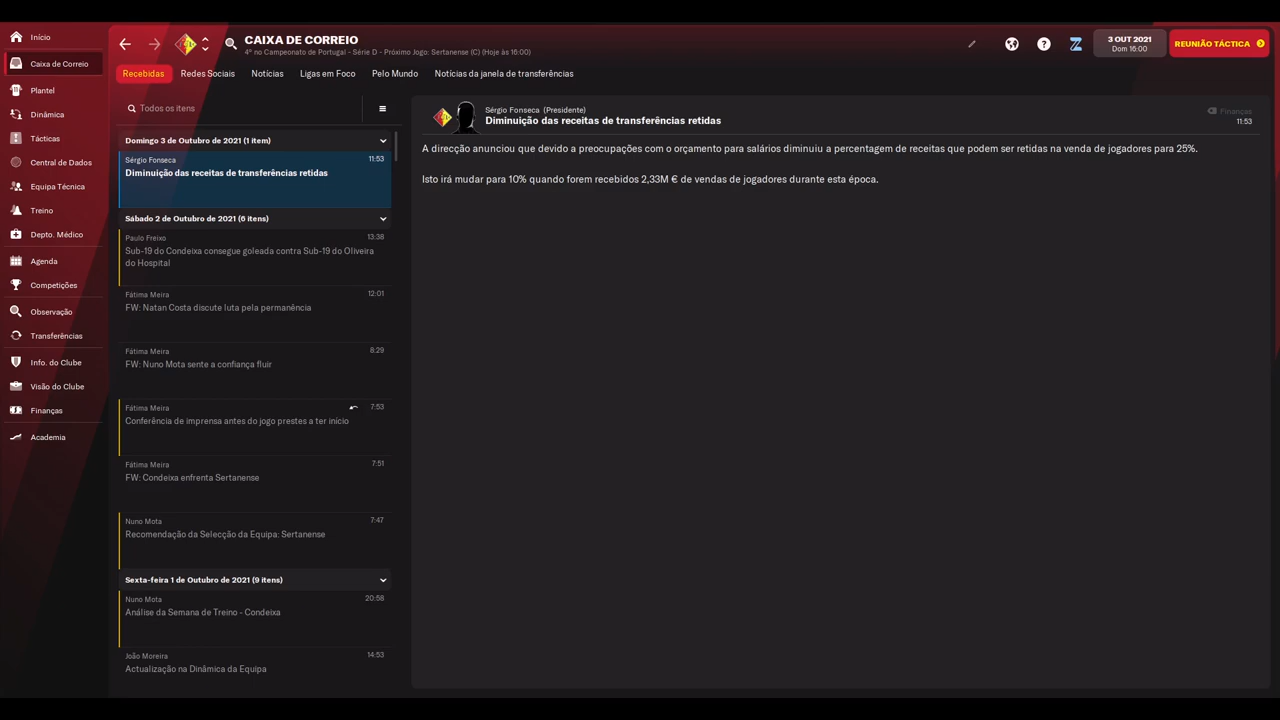 Início
Caixa de Correio
Plantel
Dinâmica
Tácticas
Central de Dados
Equipa Técnica
Treino
Depto. Médico
Agenda
Competições
Observação
Transferências
Info. do Clube
Visão do Clube
Finanças
Academia
CAIXA DE CORREIO
4º no Campeonato de Portugal - Série D - Próximo Jogo: Sertanense (C) (Hoje às 16:00)
3 OUT 2021
Dom 16:00
REUNIÃO TÁCTICA
Recebidas
Redes Sociais
Notícias
Ligas em Foco
Pelo Mundo
Notícias da janela de transferências
Todos os itens
Domingo 3 de Outubro de 2021 (1 item)
Sérgio Fonseca 11:53
Diminuição das receitas de transferências retidas
Sábado 2 de Outubro de 2021 (6 itens)
Paulo Freixo 13:38
Sub-19 do Condeixa consegue goleada contra Sub-19 do Oliveira
do Hospital
Fátima Meira 12:01
FW: Natan Costa discute luta pela permanência
Fátima Meira 8:29
FW: Nuno Mota sente a confiança fluir
Fátima Meira 7:53
Conferência de imprensa antes do jogo prestes a ter início
Fátima Meira 7:51
FW: Condeixa enfrenta Sertanense
Nuno Mota 7:47
Recomendação da Selecção da Equipa: Sertanense
Sexta-feira 1 de Outubro de 2021 (9 itens)
Nuno Mota 20:58
Análise da Semana de Treino - Condeixa
João Moreira 14:53
Actualização na Dinâmica da Equipa
Sérgio Fonseca (Presidente)
Diminuição das receitas de transferências retidas
Finanças
11:53
A direcção anunciou que devido a preocupações com o orçamento para salários diminuiu a percentagem de receitas que podem ser retidas na venda de jogadores para 25%.
Isto irá mudar para 10% quando forem recebidos 2,33M € de vendas de jogadores durante esta época.